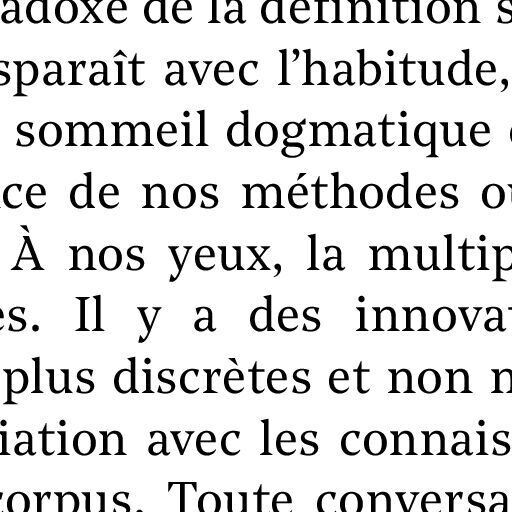 adoxe de la définition s
sparaît avec l’habitude,
sommeil dogmatique
ce de nos méthodes ou
À nos yeux, la multip
es. Il y a des innovat
plus discrètes et non n
iation avec les connais
corpus. Toute conversa